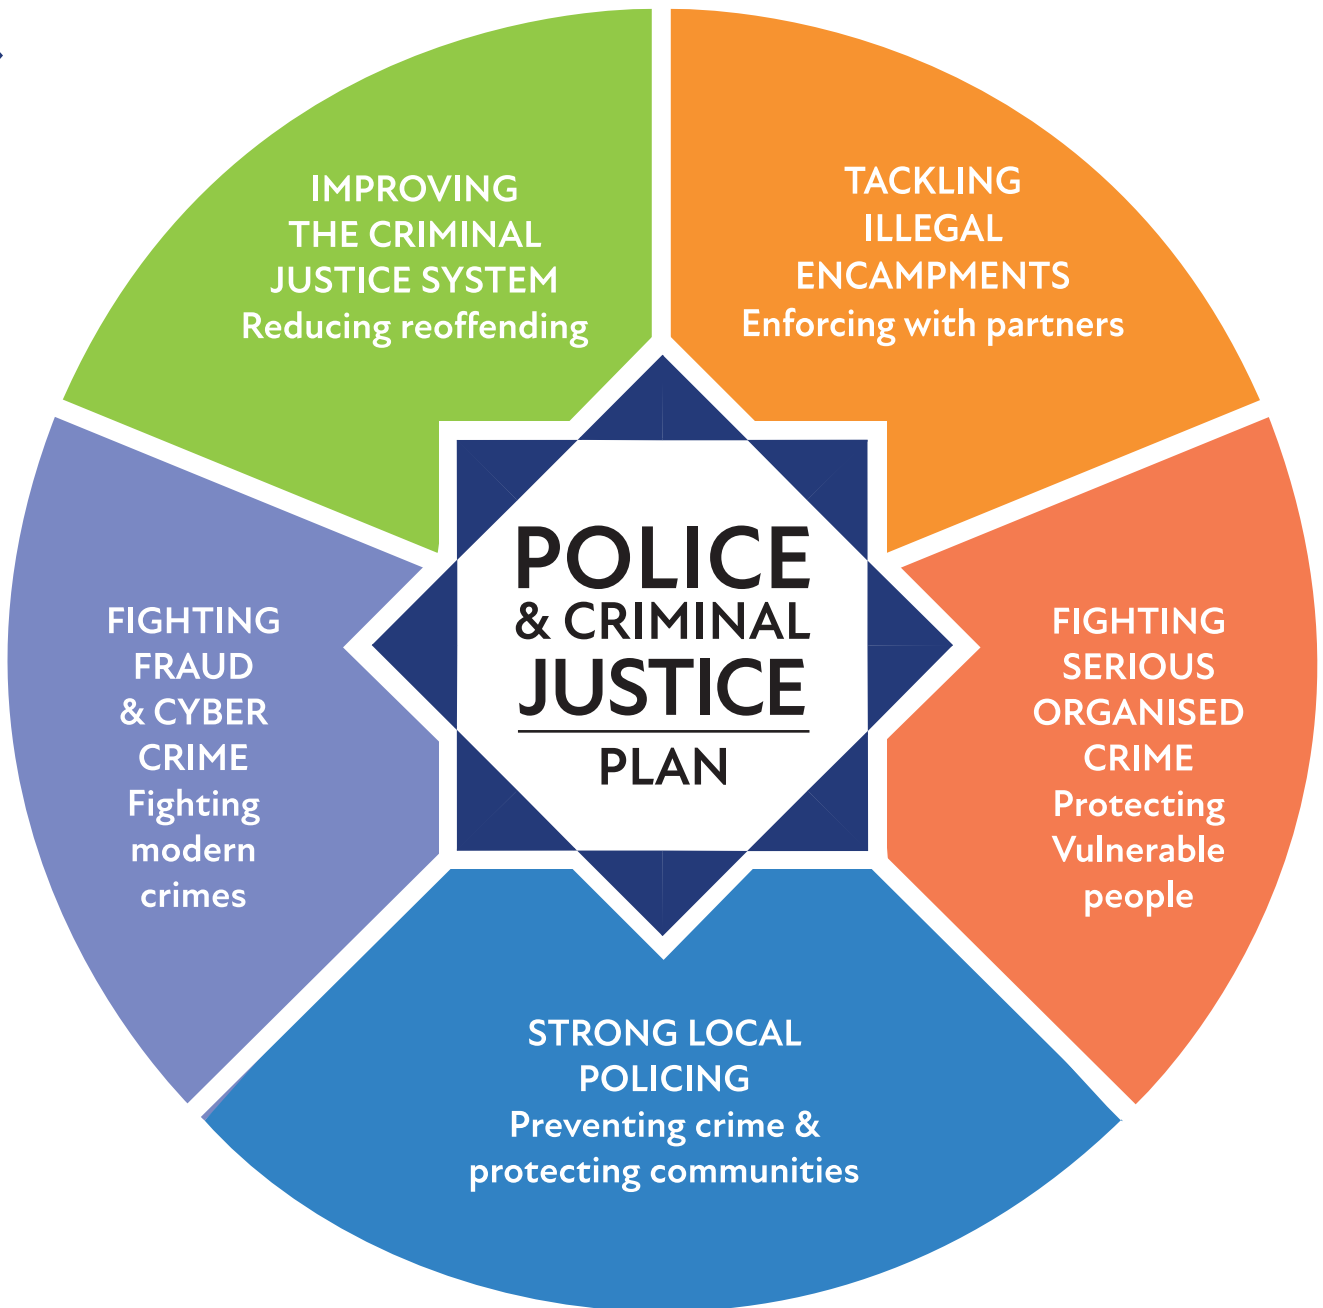 IMPROVING
THE CRIMINAL
JUSTICE SYSTEM
Reducing reoffending
TACKLING
ILLEGAL
ENCAMPMENTS
Enforcing with partners
POLICE
& CRIMINAL
JUSTICE
PLAN
FIGHTING
FRAUD
& CYBER
CRIME
Fighting
modern
crimes
FIGHTING
SERIOUS
ORGANISED
CRIME
Protecting
Vulnerable
people
STRONG LOCAL
POLICING
Preventing crime &
protecting communities